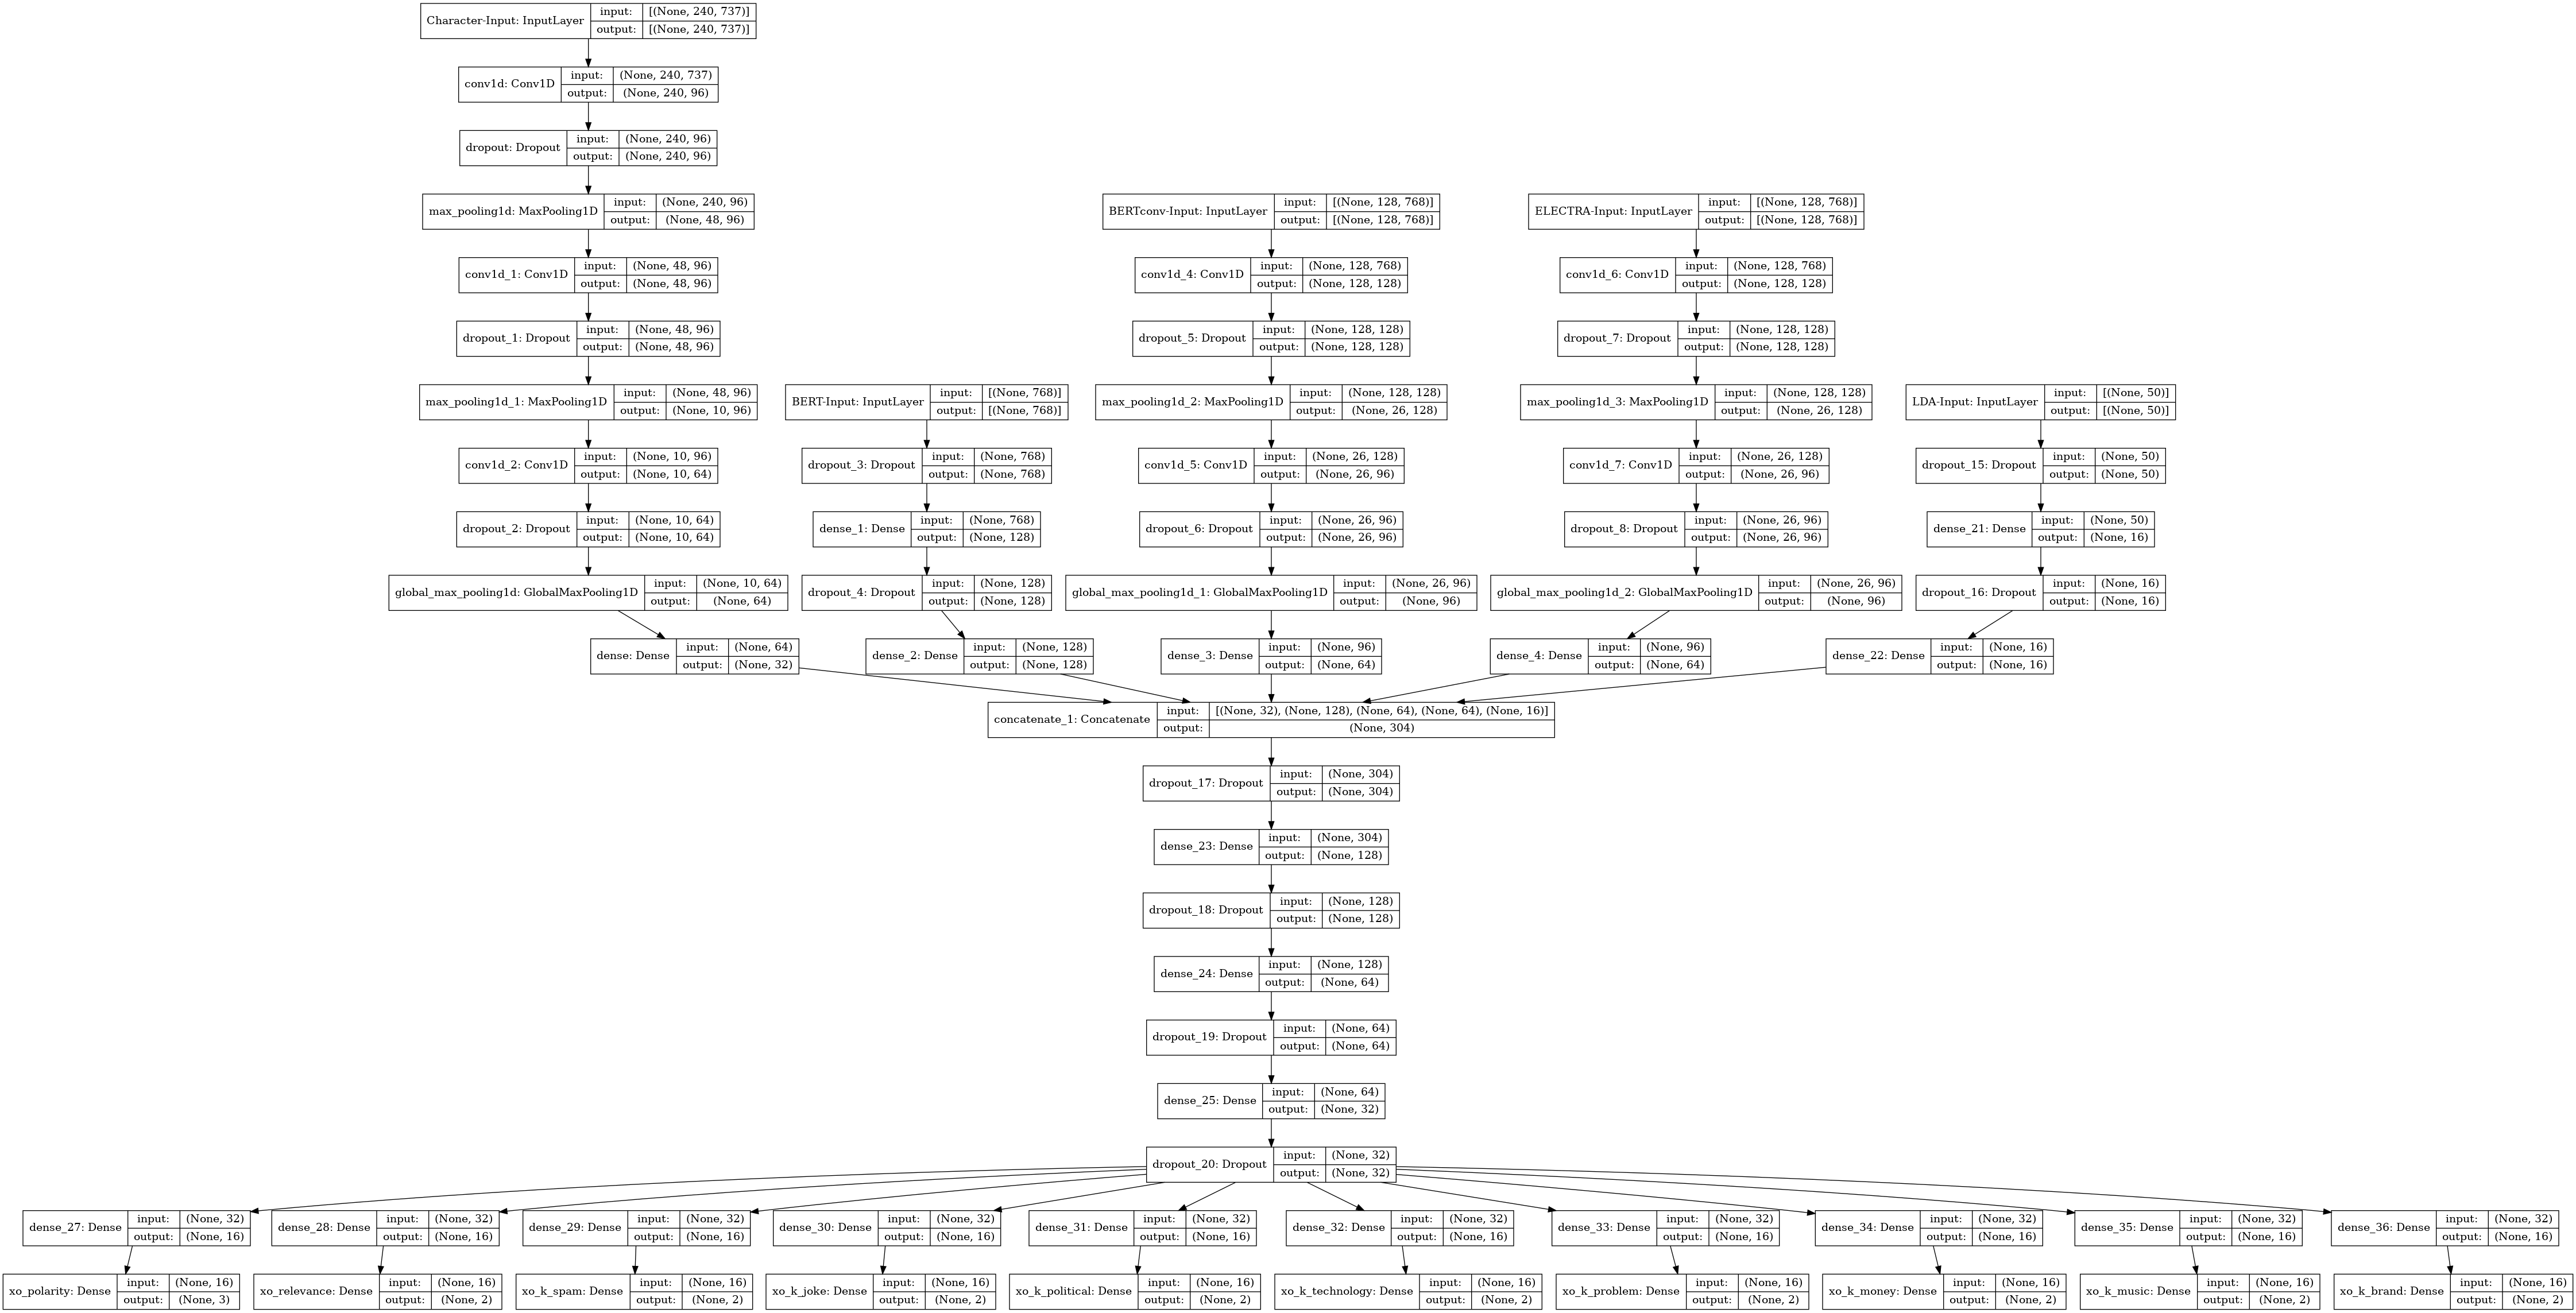 Character-Input: InputLayer
input: [(None, 240, 737)]
output: [(None, 240, 737)]
conv1d: Conv1D
input: (None, 240, 737)
output: (None, 240, 96)
dropout: Dropout
input: (None, 240, 96)
output: (None, 240, 96)
max_pooling1d: MaxPooling1D
input: (None, 240, 96)
output: (None, 48, 96)
conv1d_1: Conv1D
input: (None, 48, 96)
output: (None, 48, 96)
dropout_1: Dropout
input: (None, 48, 96)
output: (None, 48, 96)
max_pooling1d_1: MaxPooling1D
input: (None, 48, 96)
output: (None, 10, 96)
conv1d_2: Conv1D
input: (None, 10, 96)
output: (None, 10, 64)
dropout_2: Dropout
input: (None, 10, 64)
output: (None, 10, 64)
global_max_pooling1d: GlobalMaxPooling1D
input: (None, 10, 64)
output: (None, 64)
dense: Dense
input: (None, 64)
output: (None, 32)
BERT-Input: InputLayer
input: [(None, 768)]
output: [(None, 768)]
dropout_3: Dropout
input: (None, 768)
output: (None, 768)
dense_1: Dense
input: (None, 768)
output: (None, 128)
dropout_4: Dropout
input: (None, 128)
output: (None, 128)
dense_2: Dense
input: (None, 128)
output: (None, 128)
BERTconv-Input: InputLayer
input: [(None, 128, 768)]
output: [(None, 128, 768)]
conv1d_4: Conv1D
input: (None, 128, 768)
output: (None, 128, 128)
dropout_5: Dropout
input: (None, 128, 128)
output: (None, 128, 128)
max_pooling1d_2: MaxPooling1D
input: (None, 128, 128)
output: (None, 26, 128)
conv1d_5: Conv1D
input: (None, 26, 128)
output: (None, 26, 96)
dropout_6: Dropout
input: (None, 26, 96)
output: (None, 26, 96)
global_max_pooling1d_1: GlobalMaxPooling1D
input: (None, 26, 96)
output: (None, 96)
dense_3: Dense
input: (None, 96)
output: (None, 64)
ELECTRA-Input: InputLayer
input: [(None, 128, 768)]
output: [(None, 128, 768)]
conv1d_6: Conv1D
input: (None, 128, 768)
output: (None, 128, 128)
dropout_7: Dropout
input: (None, 128, 128)
output: (None, 128, 128)
max_pooling1d_3: MaxPooling1D
input: (None, 128, 128)
output: (None, 26, 128)
conv1d_7: Conv1D
input: (None, 26, 128)
output: (None, 26, 96)
dropout_8: Dropout
input: (None, 26, 96)
output: (None, 26, 96)
global_max_pooling1d_2: GlobalMaxPooling1D
input: (None, 26, 96)
output: (None, 96)
dense_4: Dense
input: (None, 96)
output: (None, 64)
LDA-Input: InputLayer
input: [(None, 50)]
output: [(None, 50)]
dropout_15: Dropout
input: (None, 50)
output: (None, 50)
dense_21: Dense
input: (None, 50)
output: (None, 16)
dropout_16: Dropout
input: (None, 16)
output: (None, 16)
dense_22: Dense
input: (None, 16)
output: (None, 16)
concatenate_1: Concatenate
input: [(None, 32), (None, 128), (None, 64), (None, 64), (None, 16)]
output: (None, 304)
dropout_17: Dropout
input: (None, 304)
output: (None, 304)
dense_23: Dense
input: (None, 304)
output: (None, 128)
dropout_18: Dropout
input: (None, 128)
output: (None, 128)
dense_24: Dense
input: (None, 128)
output: (None, 64)
dropout_19: Dropout
input: (None, 64)
output: (None, 64)
dense_25: Dense
input: (None, 64)
output: (None, 32)
dropout_20: Dropout
input: (None, 32)
output: (None, 32)
dense_27: Dense
input: (None, 32)
output: (None, 16)
dense_28: Dense
input: (None, 32)
output: (None, 16)
dense_29: Dense
input: (None, 32)
output: (None, 16)
dense_30: Dense
input: (None, 32)
output: (None, 16)
dense_31: Dense
input: (None, 32)
output: (None, 16)
dense_32: Dense
input: (None, 32)
output: (None, 16)
dense_33: Dense
input: (None, 32)
output: (None, 16)
dense_34: Dense
input: (None, 32)
output: (None, 16)
dense_35: Dense
input: (None, 32)
output: (None, 16)
dense_36: Dense
input: (None, 32)
output: (None, 16)
xo_polarity: Dense
input: (None, 16)
output: (None, 3)
xo_relevance: Dense
input: (None, 16)
output: (None, 2)
xo_k_spam: Dense
input: (None, 16)
output: (None, 2)
xo_k_joke: Dense
input: (None, 16)
output: (None, 2)
xo_k_political: Dense
input: (None, 16)
output: (None, 2)
xo_k_technology: Dense
input: (None, 16)
output: (None, 2)
xo_k_problem: Dense
input: (None, 16)
output: (None, 2)
xo_k_money: Dense
input: (None, 16)
output: (None, 2)
xo_k_music: Dense
input: (None, 16)
output: (None, 2)
xo_k_brand: Dense
input: (None, 16)
output: (None, 2)